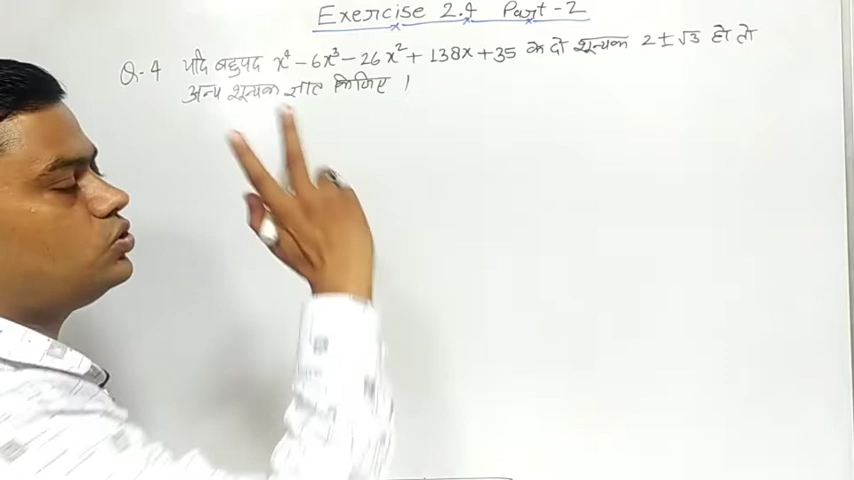 Exercise 2.4 Part-2
Q-4 यदि बहुपद x⁴ - 6x³ - 26x² + 138x + 35 के दो शून्यक 2 ± √3 हो तो
अन्य शून्यक ज्ञात किजिए ।